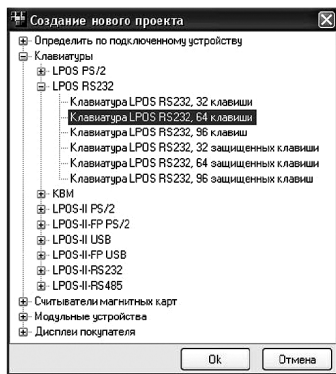 Создание нового проекта
Определить по подключенному устройству
Клавиатуры
LPOS PS/2
LPOS RS232
Клавиатура LPOS RS232, 32 клавиши
Клавиатура LPOS RS232, 64 клавиши
Клавиатура LPOS RS232, 96 клавиш
Клавиатура LPOS RS232, 32 защищенных клавиши
Клавиатура LPOS RS232, 64 защищенных клавиши
Клавиатура LPOS RS232, 96 защищенных клавиш
КВМ
LPOS-II PS/2
LPOS-II-FP PS/2
LPOS-II USB
LPOS-II-FP USB
LPOS-II-RS232
LPOS-II-RS485
Считыватели магнитных карт
Модульные устройства
Дисплеи покупателя
Ok
Отмена